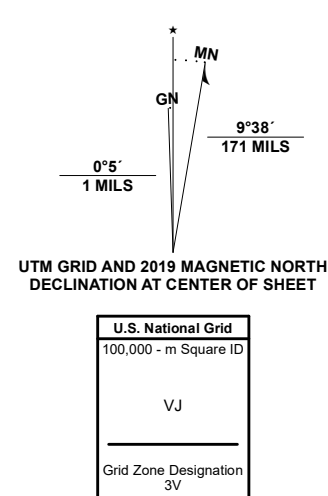 ★
MN
GN
9°38´
171 MILS
0°5´
1 MILS
UTM GRID AND 2019 MAGNETIC NORTH
DECLINATION AT CENTER OF SHEET
U.S. National Grid
100,000 - m Square ID
VJ
Grid Zone Designation
3V